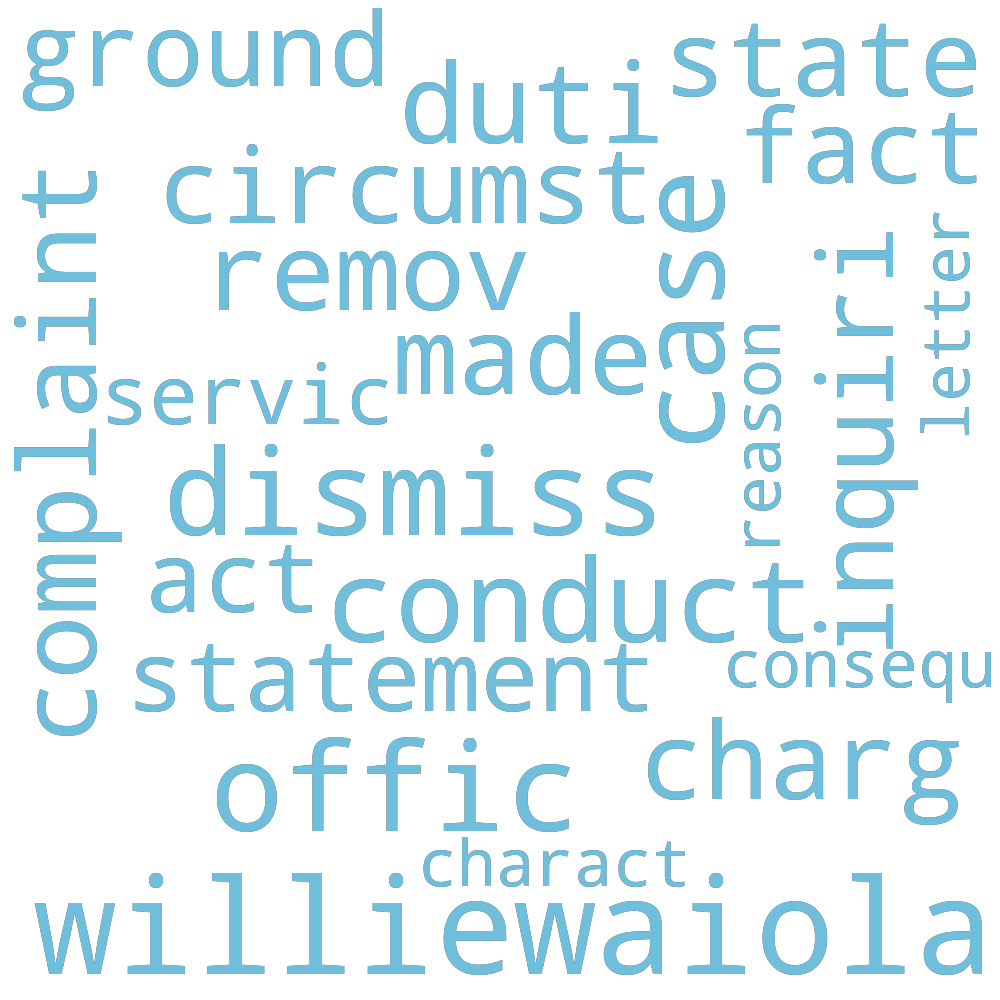 ground
state
duti
fact
circumste
case
complaint
remov
inquiri
letter
made
reason
servic
dismiss
act
conduct
statement
consequ
offic
charg
charact
williewaiola